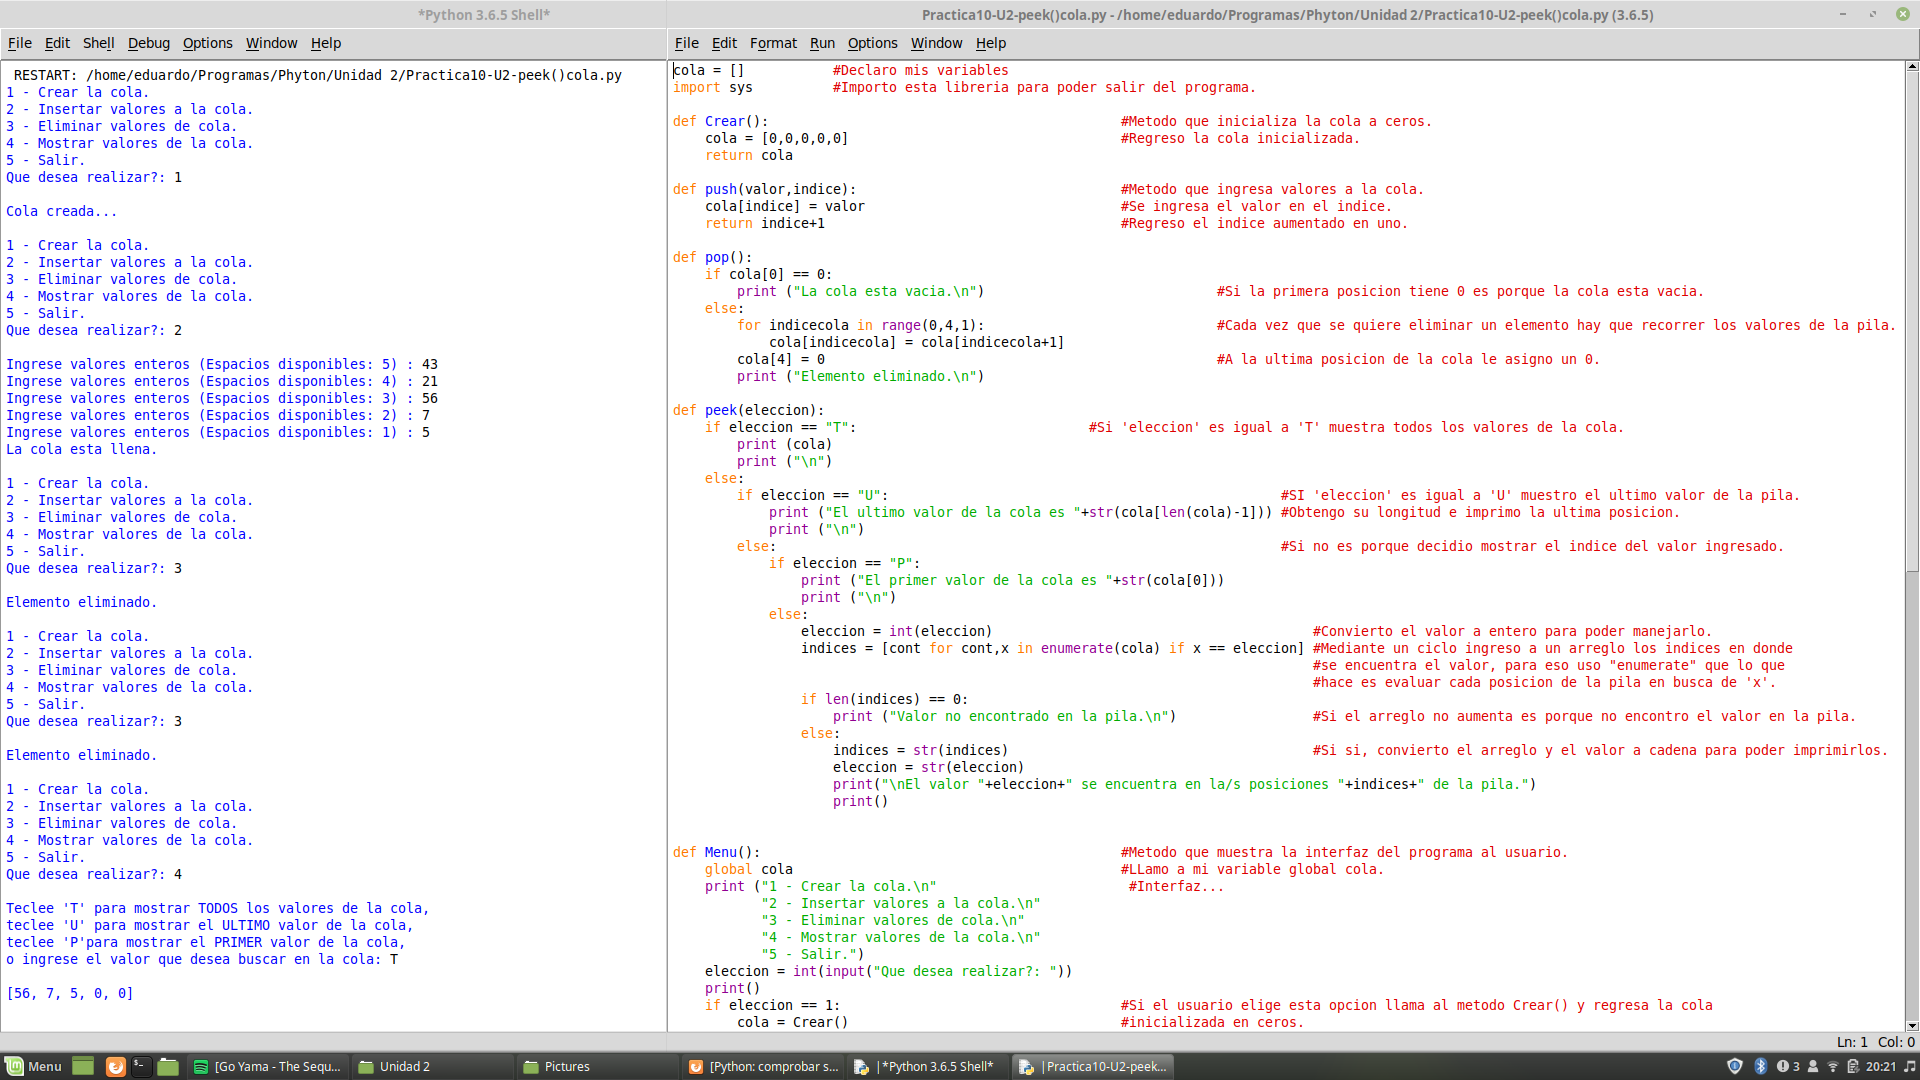 *Python 3.6.5 Shell*
File Edit Shell Debug Options Window Help
 RESTART: /home/eduardo/Programas/Phyton/Unidad 2/Practica10-U2-peek()cola.py
1 - Crear la cola.
2 - Insertar valores a la cola.
3 - Eliminar valores de cola.
4 - Mostrar valores de la cola.
5 - Salir.
Que desea realizar?: 1
Cola creada...
1 - Crear la cola.
2 - Insertar valores a la cola.
3 - Eliminar valores de cola.
4 - Mostrar valores de la cola.
5 - Salir.
Que desea realizar?: 2
Ingrese valores enteros (Espacios disponibles: 5) : 43
Ingrese valores enteros (Espacios disponibles: 4) : 21
Ingrese valores enteros (Espacios disponibles: 3) : 56
Ingrese valores enteros (Espacios disponibles: 2) : 7
Ingrese valores enteros (Espacios disponibles: 1) : 5
La cola esta llena.
1 - Crear la cola.
2 - Insertar valores a la cola.
3 - Eliminar valores de cola.
4 - Mostrar valores de la cola.
5 - Salir.
Que desea realizar?: 3
Elemento eliminado.
1 - Crear la cola.
2 - Insertar valores a la cola.
3 - Eliminar valores de cola.
4 - Mostrar valores de la cola.
5 - Salir.
Que desea realizar?: 3
Elemento eliminado.
1 - Crear la cola.
2 - Insertar valores a la cola.
3 - Eliminar valores de cola.
4 - Mostrar valores de la cola.
5 - Salir.
Que desea realizar?: 4
Teclee 'T' para mostrar TODOS los valores de la cola,
teclee 'U' para mostrar el ULTIMO valor de la cola,
teclee 'P'para mostrar el PRIMER valor de la cola,
o ingrese el valor que desea buscar en la cola: T
[56, 7, 5, 0, 0]
Practica10-U2-peek()cola.py - /home/eduardo/Programas/Phyton/Unidad 2/Practica10-U2-peek()cola.py (3.6.5)
File Edit Format Run Options Window Help
cola = [] #Declaro mis variables
import sys #Importo esta libreria para poder salir del programa.
def Crear(): #Metodo que inicializa la cola a ceros.
    cola = [0,0,0,0,0] #Regreso la cola inicializada.
    return cola
def push(valor,indice): #Metodo que ingresa valores a la cola.
    cola[indice] = valor #Se ingresa el valor en el indice.
    return indice+1 #Regreso el indice aumentado en uno.
def pop():
    if cola[0] == 0:
        print ("La cola esta vacia.\n") #Si la primera posicion tiene 0 es porque la cola esta vacia.
    else:
        for indicecola in range(0,4,1): #Cada vez que se quiere eliminar un elemento hay que recorrer los valores de la pila.
            cola[indicecola] = cola[indicecola+1]
        cola[4] = 0 #A la ultima posicion de la cola le asigno un 0.
        print ("Elemento eliminado.\n")
def peek(eleccion):
    if eleccion == "T": #Si 'eleccion' es igual a 'T' muestra todos los valores de la cola.
        print (cola)
        print ("\n")
    else:
        if eleccion == "U": #SI 'eleccion' es igual a 'U' muestro el ultimo valor de la pila.
            print ("El ultimo valor de la cola es "+str(cola[len(cola)-1])) #Obtengo su longitud e imprimo la ultima posicion.
            print ("\n")
        else: #Si no es porque decidio mostrar el indice del valor ingresado.
            if eleccion == "P":
                print ("El primer valor de la cola es "+str(cola[0]))
                print ("\n")
            else:
                eleccion = int(eleccion) #Convierto el valor a entero para poder manejarlo.
                indices = [cont for cont,x in enumerate(cola) if x == eleccion] #Mediante un ciclo ingreso a un arreglo los indices en donde
                #se encuentra el valor, para eso uso "enumerate" que lo que
                #hace es evaluar cada posicion de la pila en busca de 'x'.
                if len(indices) == 0:
                    print ("Valor no encontrado en la pila.\n") #Si el arreglo no aumenta es porque no encontro el valor en la pila.
                else:
                    indices = str(indices) #Si si, convierto el arreglo y el valor a cadena para poder imprimirlos.
                    eleccion = str(eleccion)
                    print("\nEl valor "+eleccion+" se encuentra en la/s posiciones "+indices+" de la pila.")
                    print()
def Menu(): #Metodo que muestra la interfaz del programa al usuario.
    global cola #LLamo a mi variable global cola.
    print ("1 - Crear la cola.\n" #Interfaz...
           "2 - Insertar valores a la cola.\n"
           "3 - Eliminar valores de cola.\n"
           "4 - Mostrar valores de la cola.\n"
           "5 - Salir.")
    eleccion = int(input("Que desea realizar?: "))
    print()
    if eleccion == 1: #Si el usuario elige esta opcion llama al metodo Crear() y regresa la cola
        cola = Crear() #inicializada en ceros.
Ln: 1 Col: 0
Menu [Go Yama - The Sequ... Unidad 2 Pictures [Python: comprobar s... |*Python 3.6.5 Shell* |Practica10-U2-peek... 3 20:21